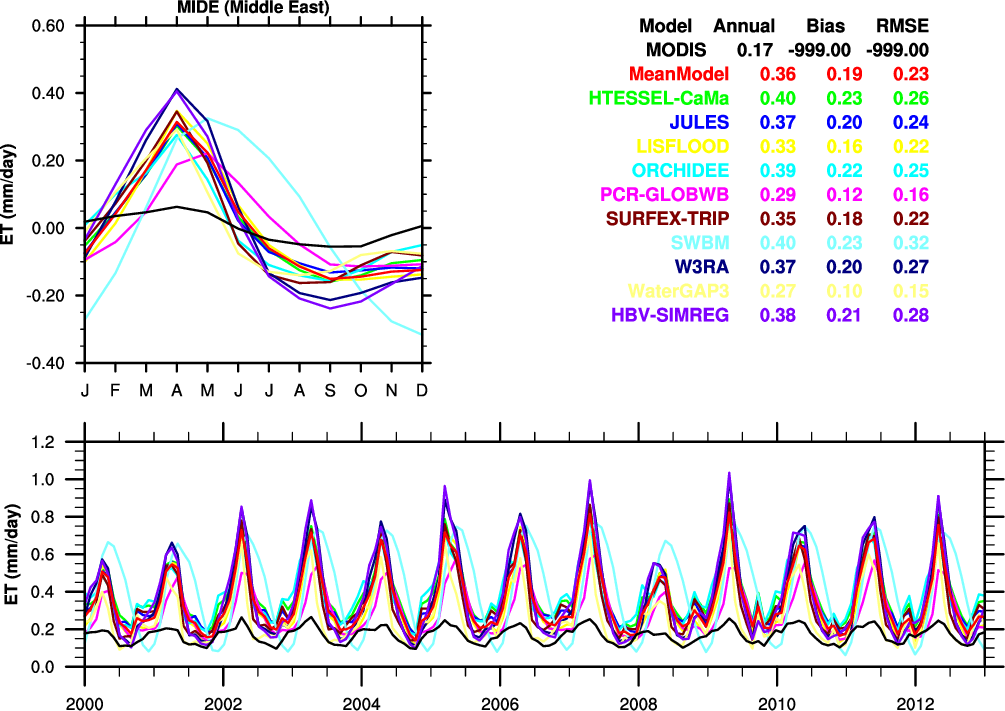 MIDE (Middle East)
ET (mm/day)
0.60
0.40
0.20
0.00
-0.20
-0.40
J F M A M J J A S O N D
Model Annual Bias RMSE
MODIS 0.17 -999.00 -999.00
MeanModel 0.36 0.19 0.23
HTESSEL-CaMa 0.40 0.23 0.26
JULES 0.37 0.20 0.24
LISFLOOD 0.33 0.16 0.22
ORCHIDEE 0.39 0.22 0.25
PCR-GLOBWB 0.29 0.12 0.16
SURFEX-TRIP 0.35 0.18 0.22
SWBM 0.40 0.23 0.32
W3RA 0.37 0.20 0.27
WaterGAP3 0.27 0.10 0.15
HBV-SIMREG 0.38 0.21 0.28
ET (mm/day)
1.2
1.0
0.8
0.6
0.4
0.2
0.0
2000 2002 2004 2006 2008 2010 2012